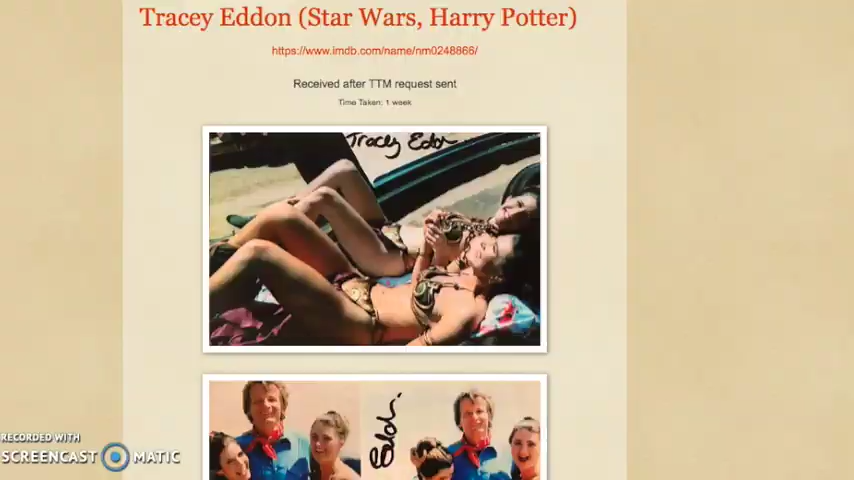 Tracey Eddon (Star Wars, Harry Potter)
https://www.imdb.com/name/nm0248866/
Received after TTM request sent
Time Taken: 1 week
Tracey Eddon
Eddon
RECORDED WITH
SCREENCAST MATIC